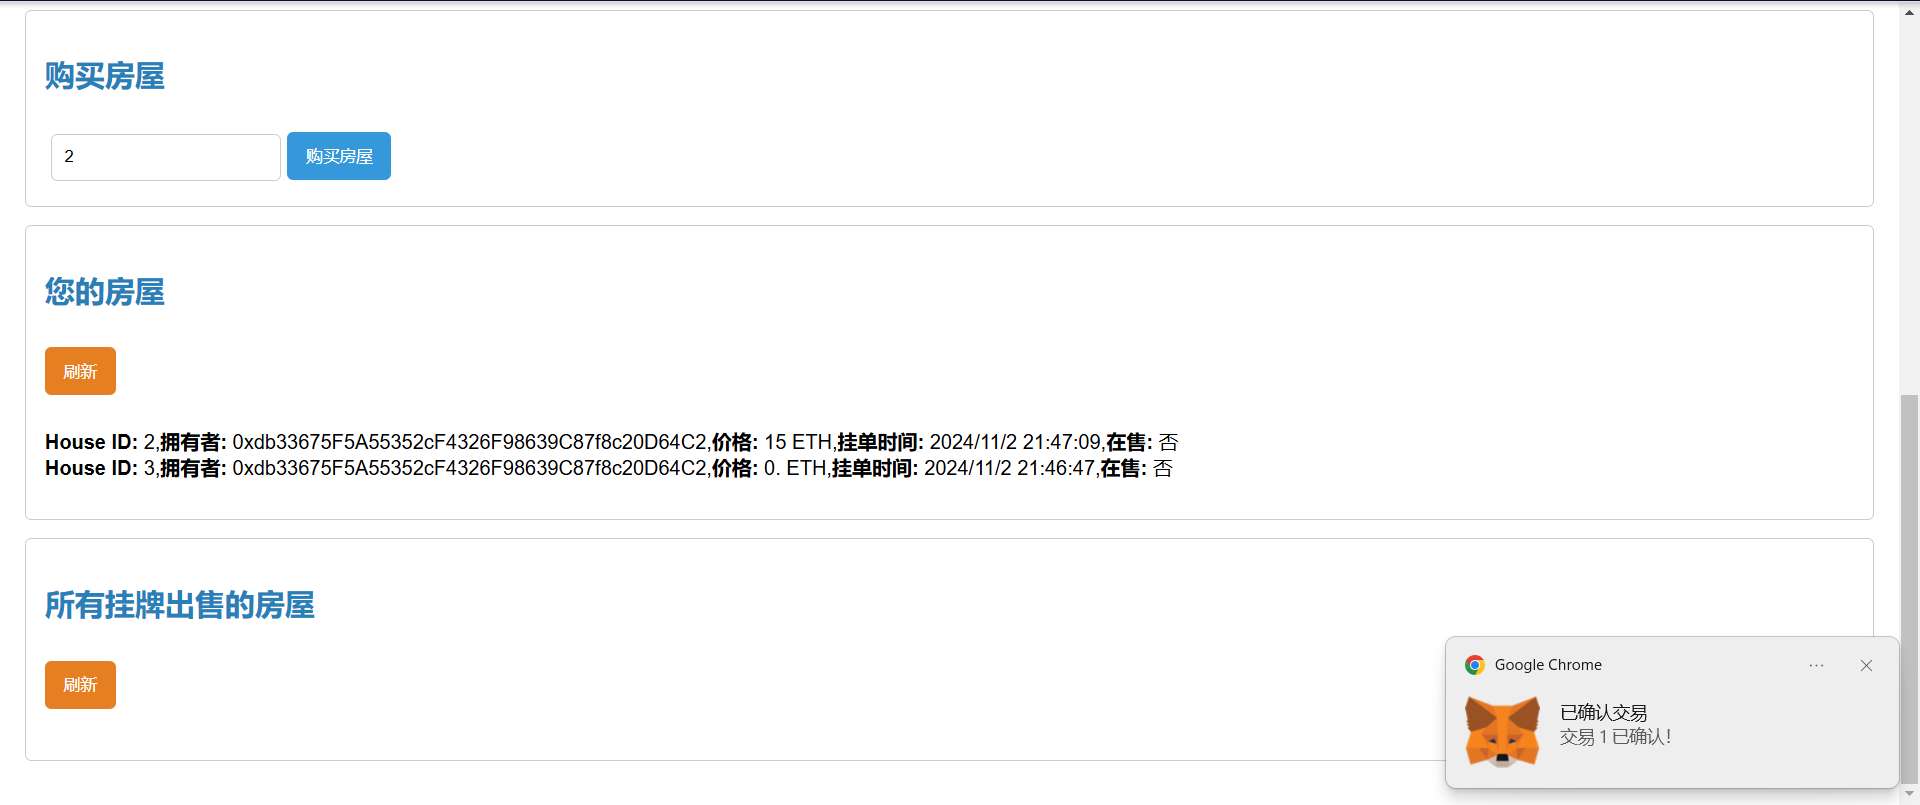 购买房屋
2
购买房屋
您的房屋
刷新
House ID: 2,拥有者: 0xdb33675F5A55352cF4326F98639C87f8c20D64C2,价格: 15 ETH,挂单时间: 2024/11/2 21:47:09,在售: 否
House ID: 3,拥有者: 0xdb33675F5A55352cF4326F98639C87f8c20D64C2,价格: 0. ETH,挂单时间: 2024/11/2 21:46:47,在售: 否
所有挂牌出售的房屋
刷新
Google Chrome
已确认交易
交易 1 已确认!